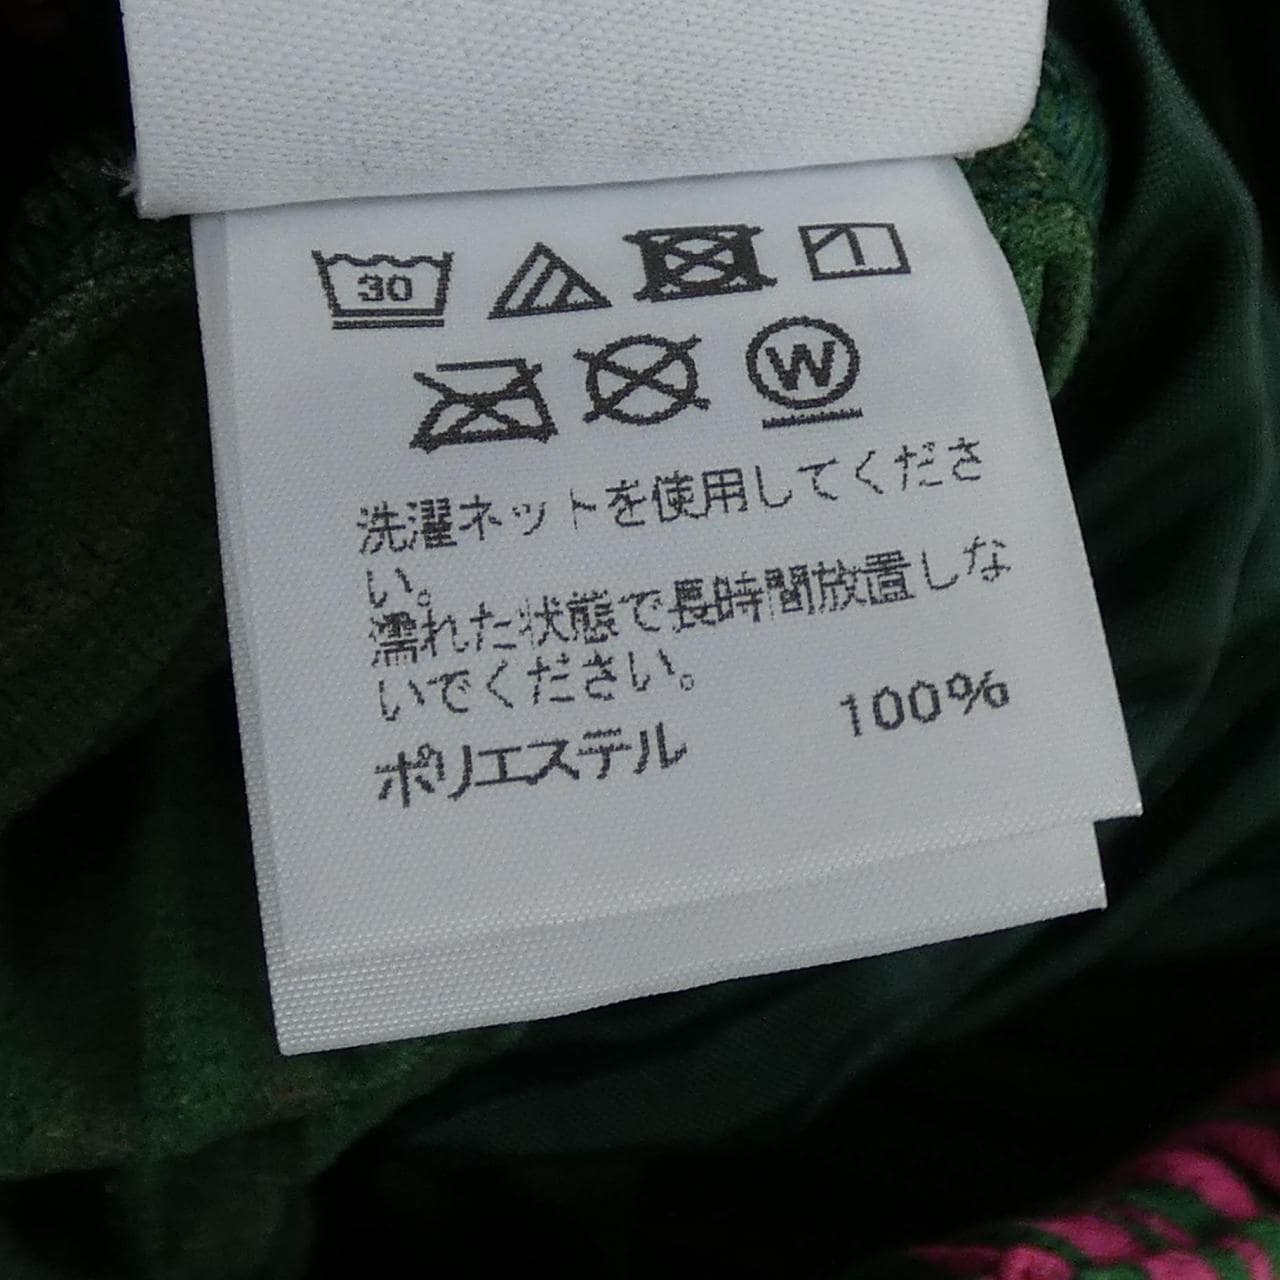 30
W
洗濯ネットを使用してくださ
い。
濡れた状態で長時間放置しな
いでください。
ポリエステル 100%